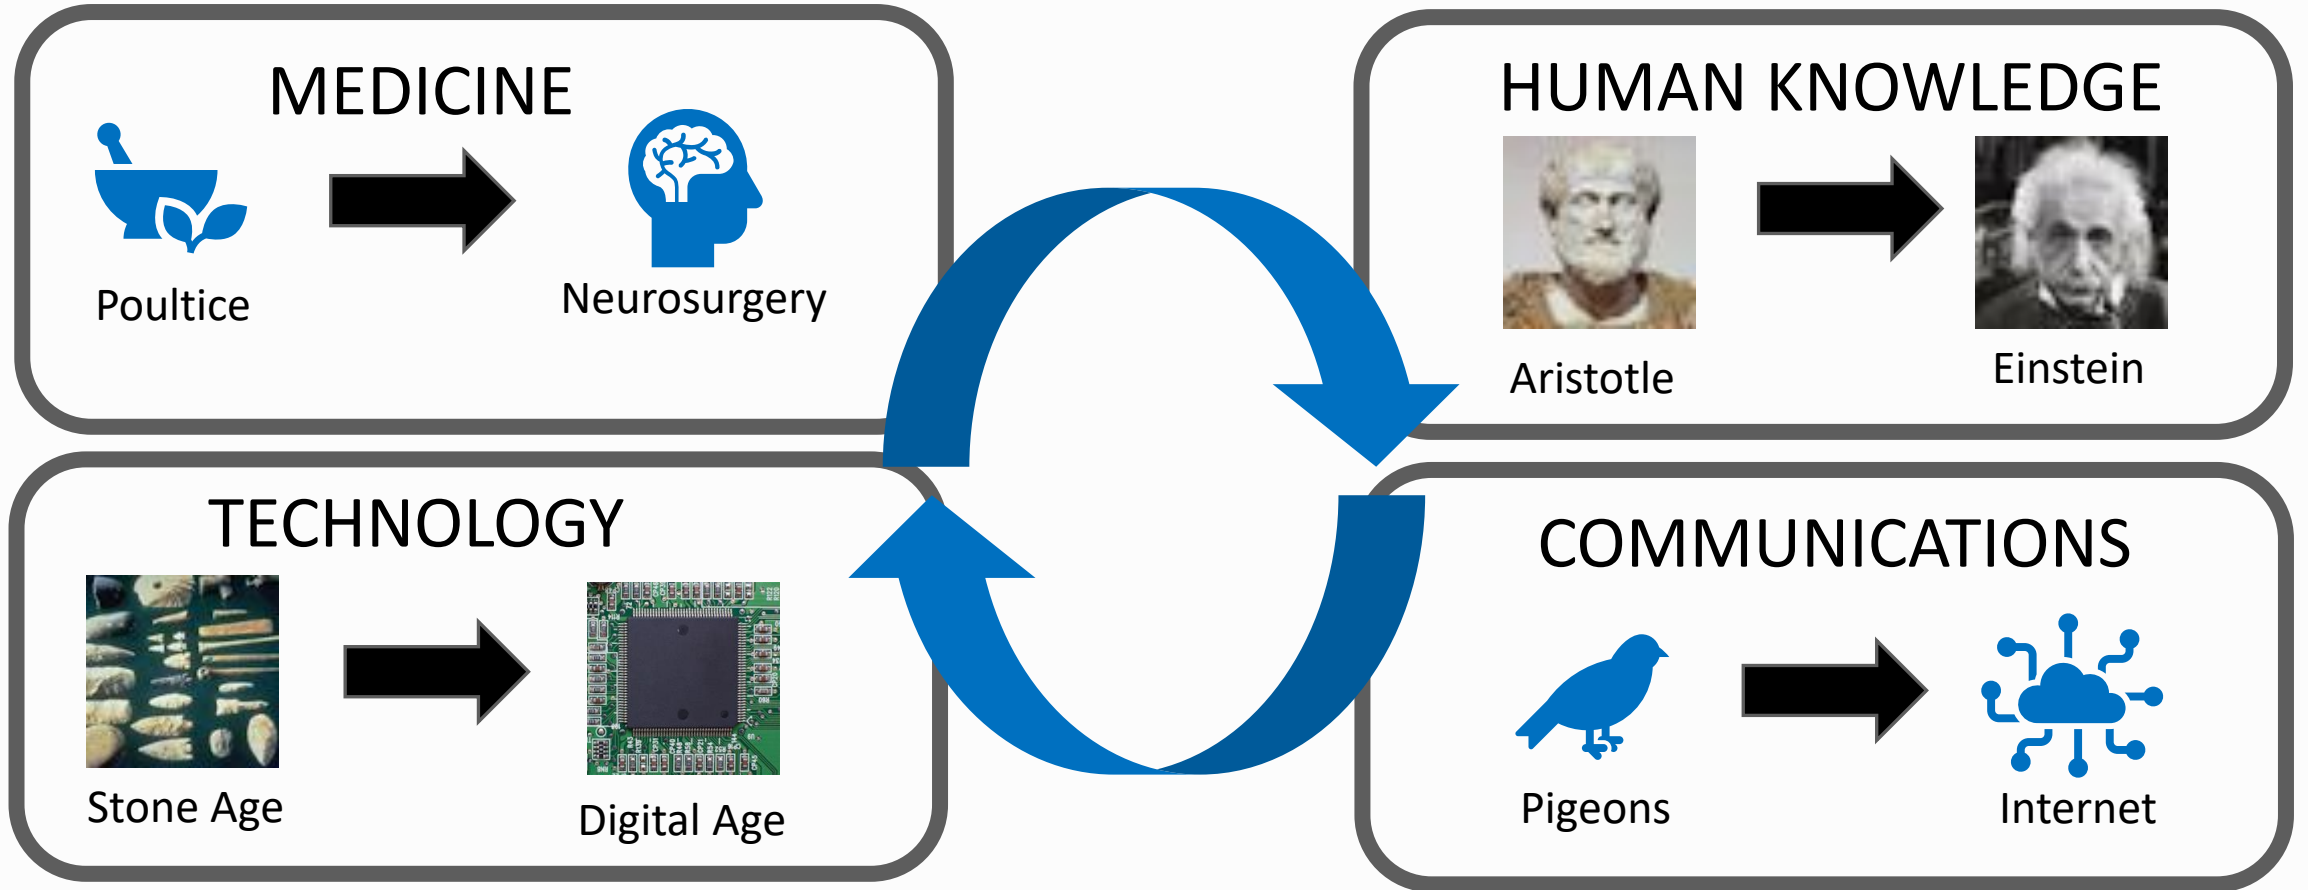 MEDICINE
Poultice
Neurosurgery
HUMAN KNOWLEDGE
Aristotle
Einstein
TECHNOLOGY
Stone Age
Digital Age
COMMUNICATIONS
Pigeons
Internet